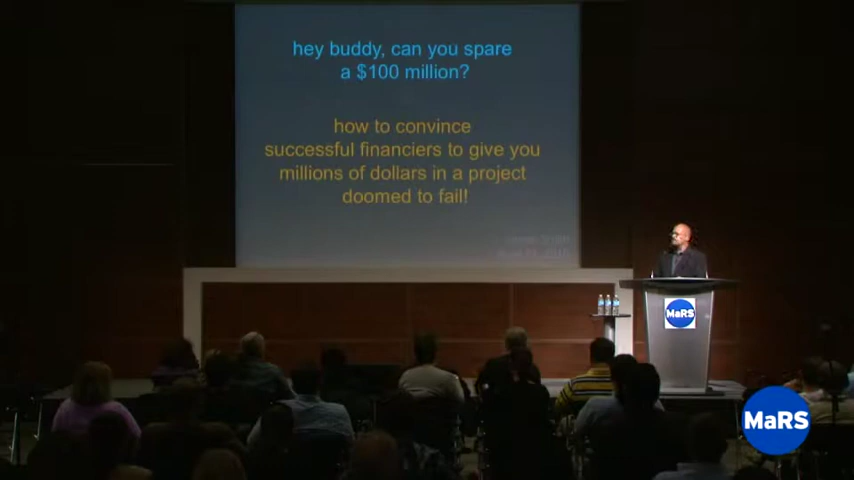 hey buddy, can you spare
a $100 million?
how to convince
successful financiers to give you
millions of dollars in a project
doomed to fail!
MaRS
MaRS